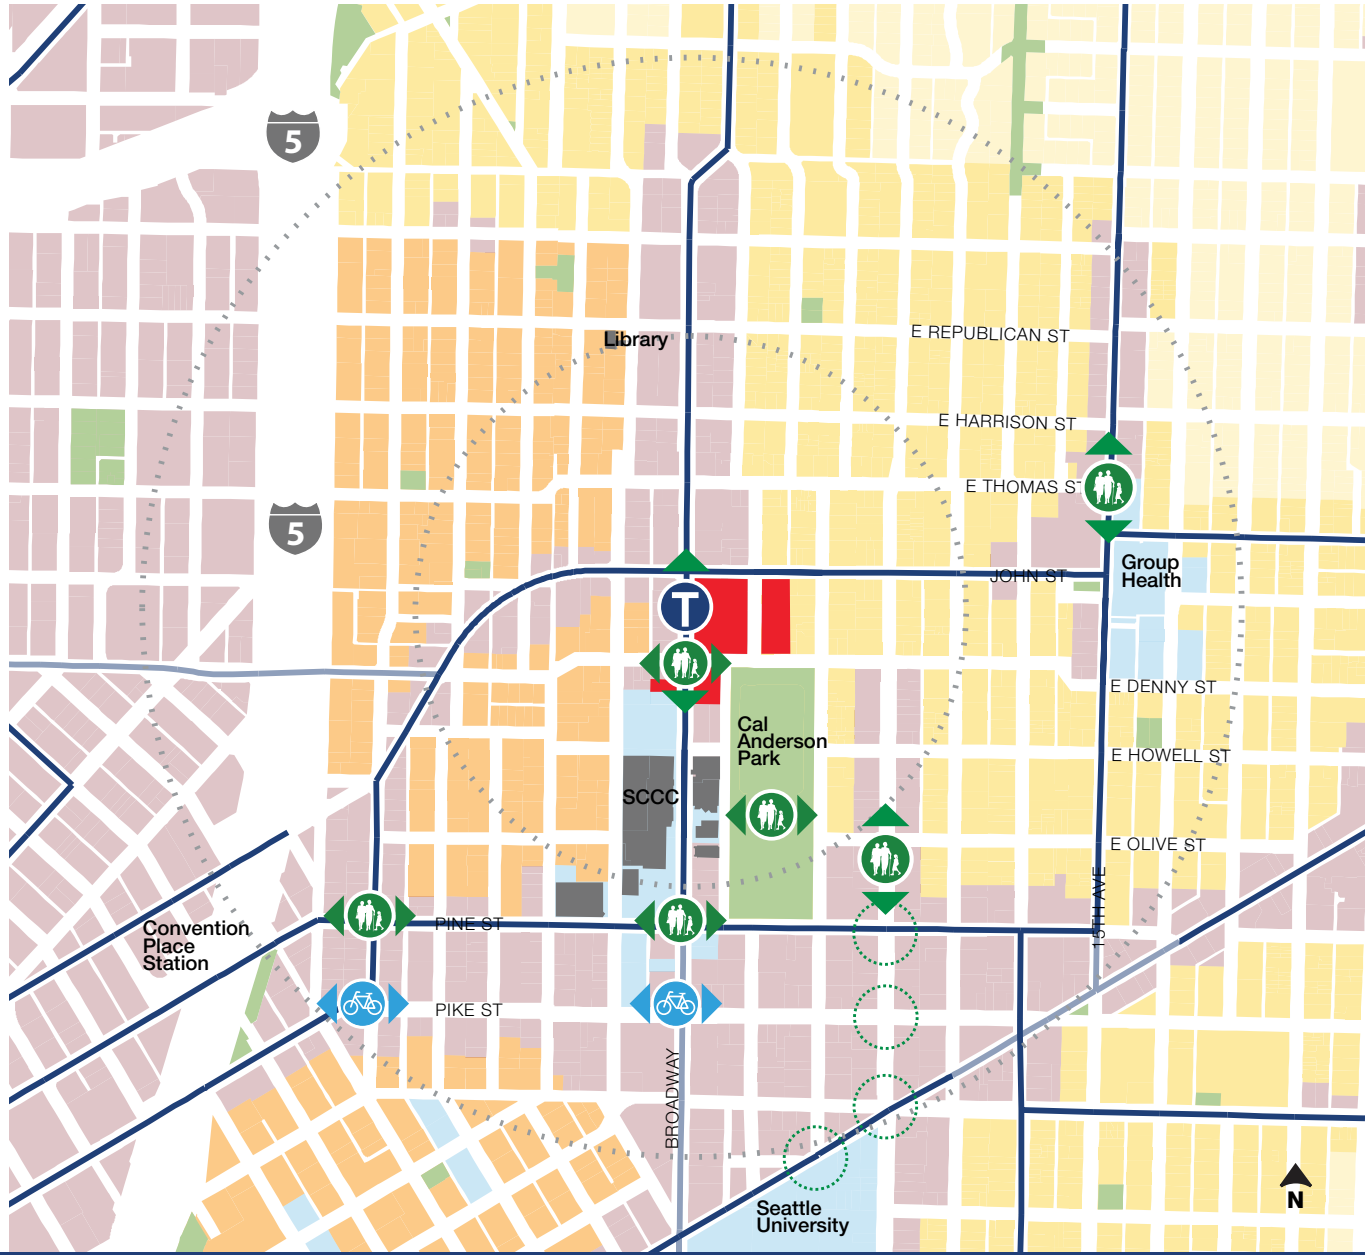 5
Library
E REPUBLICAN ST
E HARRISON ST
E THOMAS ST
5
Group
Health
JOHN ST
T
E DENNY ST
Cal
Anderson
Park
E HOWELL ST
SCCC
E OLIVE ST
15TH AVE
Convention
Place
Station
PINE ST
PIKE ST
BROADWAY
Seattle
University
N